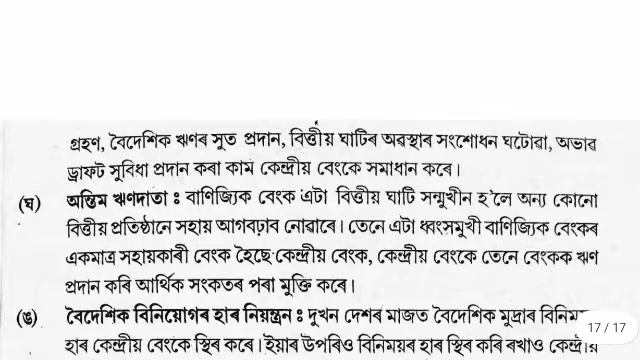 গ্ৰহণ, বৈদেশিক ঋণৰ সূত প্ৰদান, বিত্তীয় ঘাটিৰ অৱস্থাৰ সংশোধন ঘটোৱা, অভাৰ
ড্ৰাফট সুবিধা প্ৰদান কৰা কাম কেন্দ্ৰীয় বেংকে সমাধান কৰে।
(ঘ) অন্তিম ঋণদাতা : বাণিজ্যিক বেংক এটা বিত্তীয় ঘাটি সন্মুখীন হ'লে অন্য কোনো
বিত্তীয় প্ৰতিষ্ঠানে সহায় আগবঢ়াব নোৱাৰে। তেনে এটা ধ্বংসমুখী বাণিজ্যিক বেংকৰ
একমাত্ৰ সহায়কাৰী বেংক হৈছে কেন্দ্ৰীয় বেংক, কেন্দ্ৰীয় বেংকে তেনে বেংকক ঋণ
প্ৰদান কৰি আৰ্থিক সংকতৰ পৰা মুক্তি কৰে।
(ঙ) বৈদেশিক বিনিয়োগৰ হাৰ নিয়ন্ত্ৰন : দুখন দেশৰ মাজত বৈদেশিক মুদ্ৰাৰ
17 / 17
হাৰ কেন্দ্ৰীয় বেংকে স্থিৰ কৰে। ইয়াৰ উপৰিও বিনিময়ৰ হাৰ স্থিৰ কৰি ৰখাও কেন্দ্ৰীয়